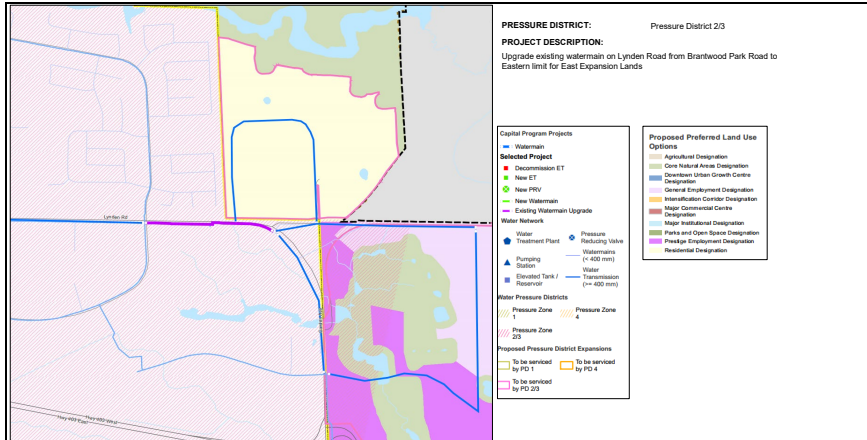 PRESSURE DISTRICT: Pressure District 2/3
PROJECT DESCRIPTION:
Upgrade existing watermain on Lynden Road from Brantwood Park Road to
Eastern limit for East Expansion Lands
Lynden Rd
Hwy 403 East
Hwy 403 West
Capital Program Projects
Watermain
Selected Project
Decommission ET
New ET
New PRV
New Watermain
Existing Watermain Upgrade
Water Network
Water
Treatment Plant
Pumping
Station
Elevated Tank /
Reservoir
Pressure
Reducing Valve
Watermains
(< 400 mm)
Water
Transmission
(>= 400 mm)
Water Pressure Districts
Pressure Zone
1
Pressure Zone
4
Pressure Zone
2/3
Proposed Pressure District Expansions
To be serviced
by PD 1
To be serviced
by PD 4
To be serviced
by PD 2/3
Proposed Preferred Land Use
Options
Agricultural Designation
Core Natural Areas Designation
Downtown Urban Growth Centre
Designation
General Employment Designation
Intensification Corridor Designation
Major Commercial Centre
Designation
Major Institutional Designation
Parks and Open Space Designation
Prestige Employment Designation
Residential Designation